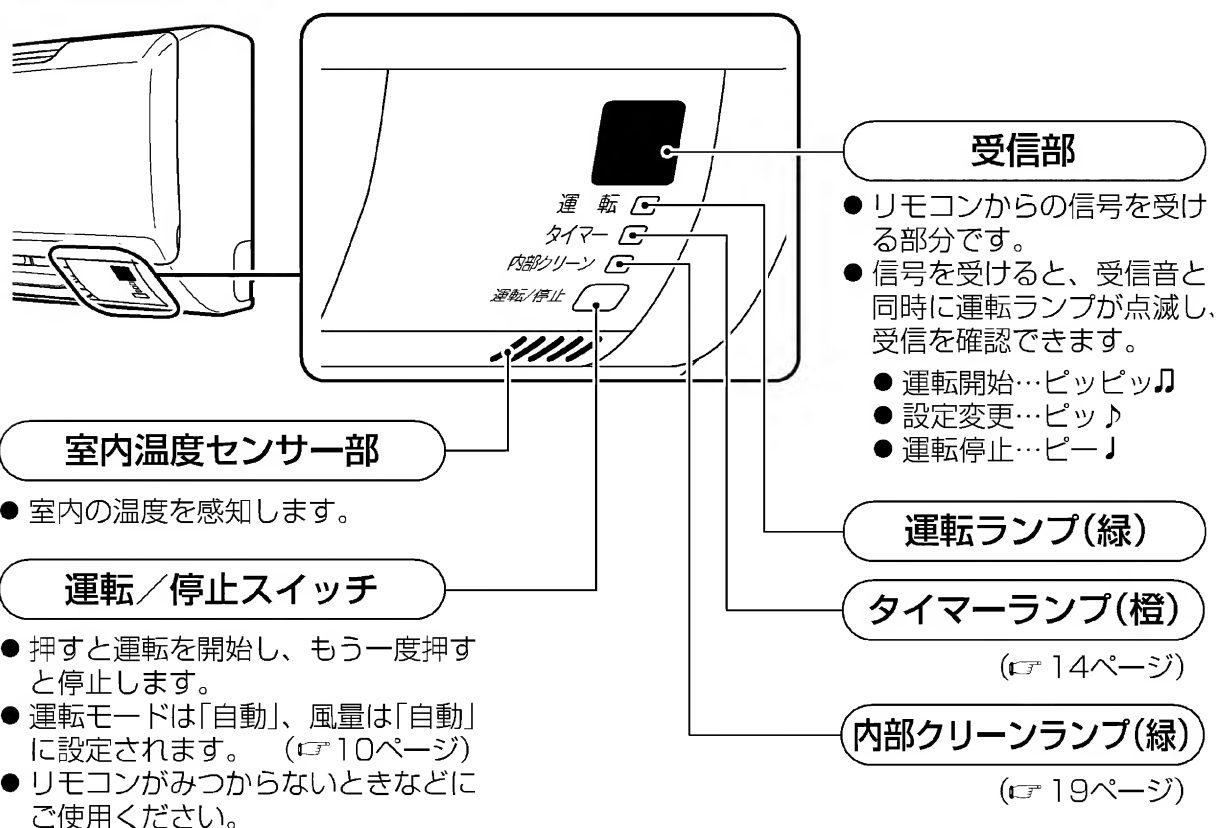 運 転
タイマー
内部クリーン
運転/停止
受信部
● リモコンからの信号を受け
る部分です。
● 信号を受けると、受信音と
同時に運転ランプが点滅し、
受信を確認できます。
● 運転開始…ピッピッ♫
● 設定変更…ピッ♪
● 運転停止…ピー♩
室内温度センサー部
● 室内の温度を感知します。
運転／停止スイッチ
● 押すと運転を開始し、もう一度押す
と停止します。
● 運転モードは「自動」、風量は「自動」
に設定されます。 （☞10ページ）
● リモコンがみつからないときなどに
ご使用ください。
運転ランプ(緑)
タイマーランプ(橙)
（☞14ページ）
内部クリーンランプ(緑)
（☞19ページ）